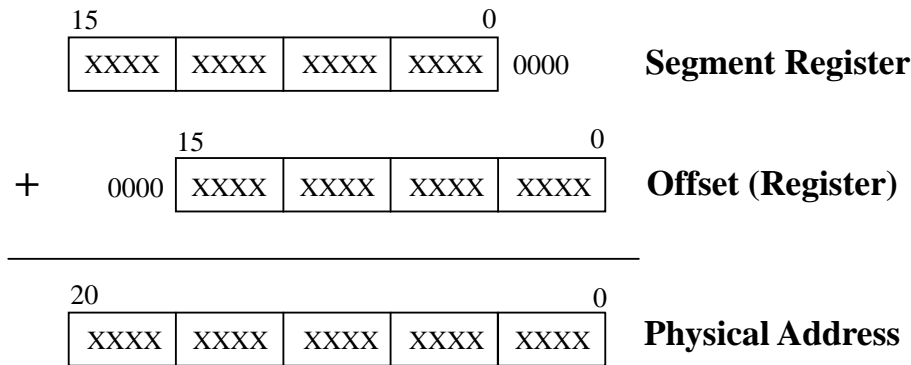 15 0
XXXX XXXX XXXX XXXX 0000 Segment Register
15 0
+ 0000 XXXX XXXX XXXX XXXX Offset (Register)
20 0
XXXX XXXX XXXX XXXX XXXX Physical Address